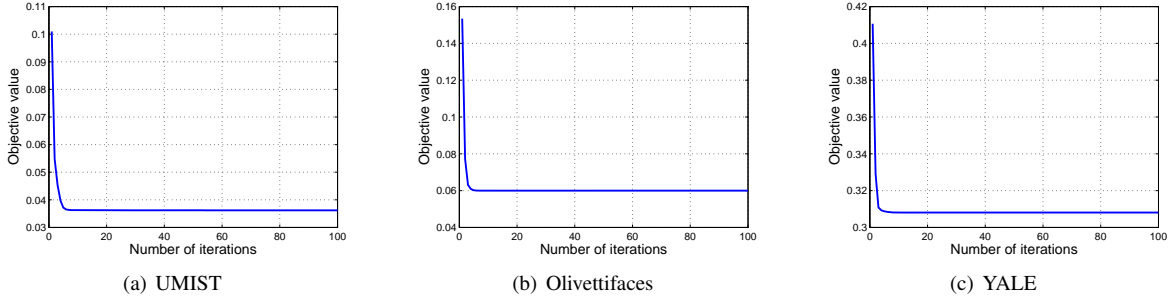 0.11
0.1
0.09
0.08
0.07
0.06
0.05
0.04
0.03
Objective value
0 20 40 60 80 100
Number of iterations
(a) UMIST
0.16
0.14
0.12
0.1
0.08
0.06
0.04
Objective value
0 20 40 60 80 100
Number of iterations
(b) Olivettifaces
0.42
0.4
0.38
0.36
0.34
0.32
0.3
Objective value
0 20 40 60 80 100
Number of iterations
(c) YALE